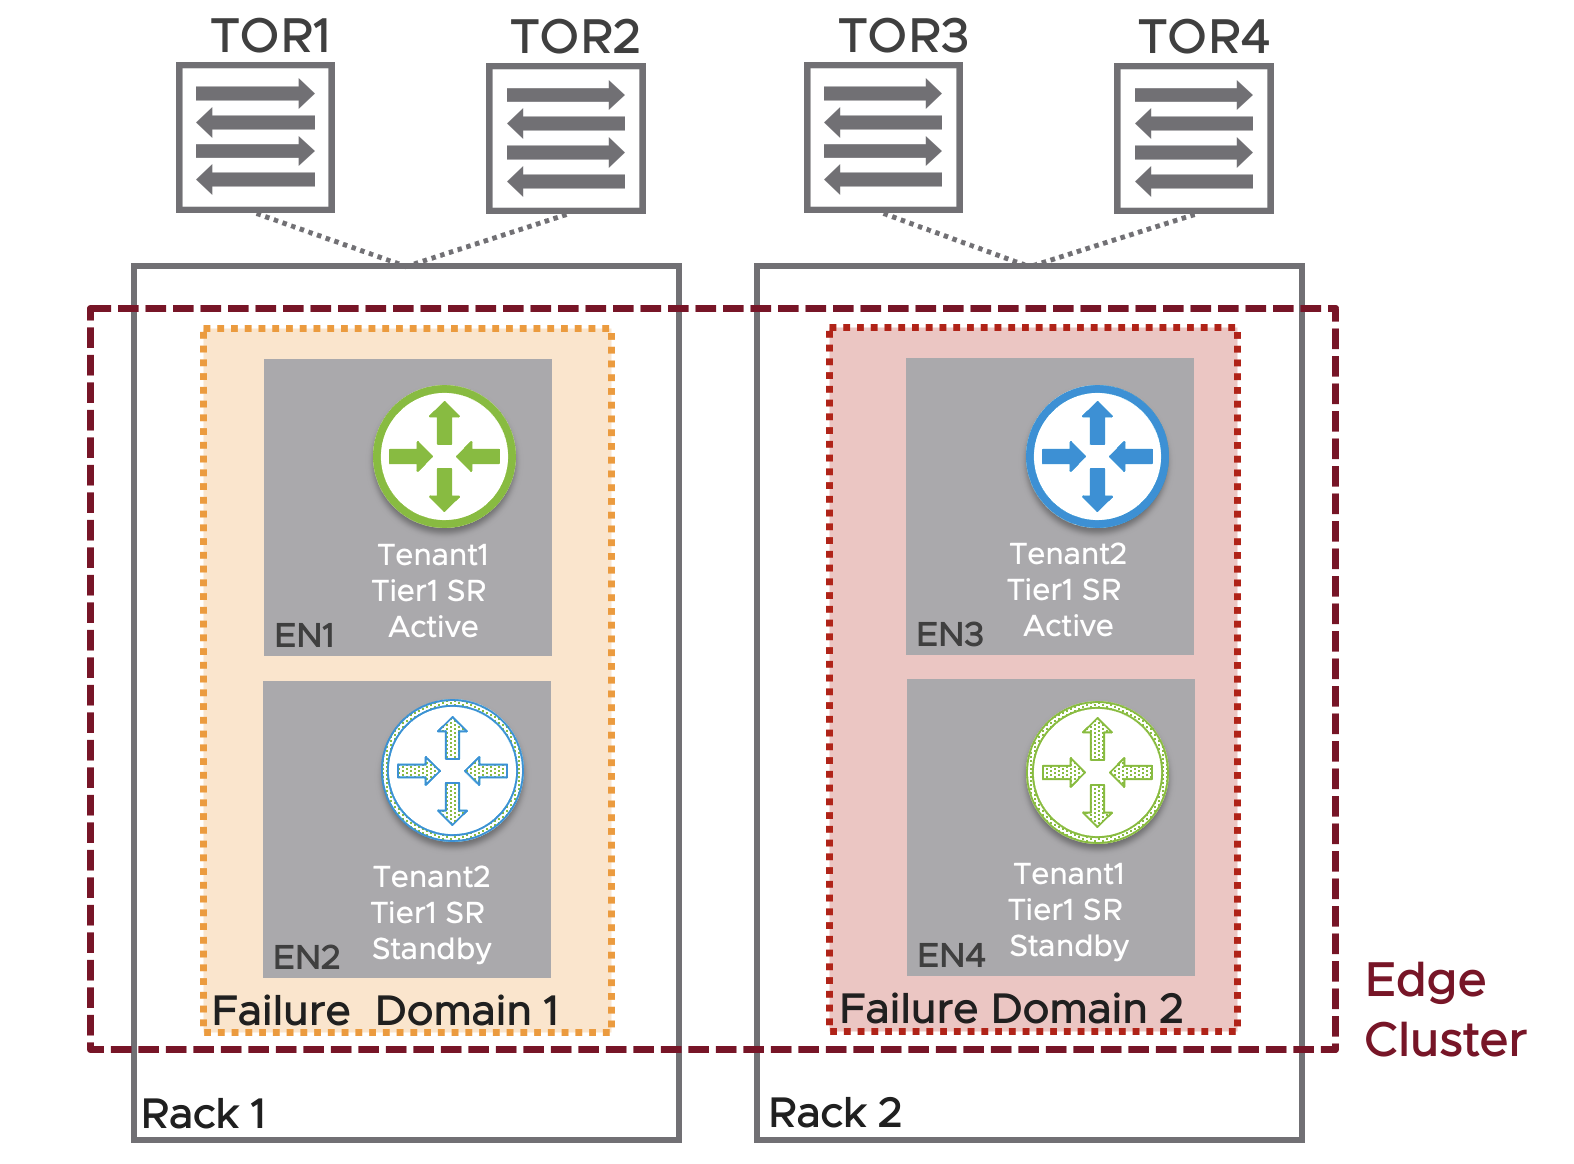 TOR1
TOR2
TOR3
TOR4
Tenant1
Tier1 SR
Active
EN1
Tenant2
Tier1 SR
Standby
EN2
Failure Domain 1
Rack 1
Tenant2
Tier1 SR
Active
EN3
Tenant1
Tier1 SR
Standby
EN4
Failure Domain 2
Rack 2
Edge
Cluster